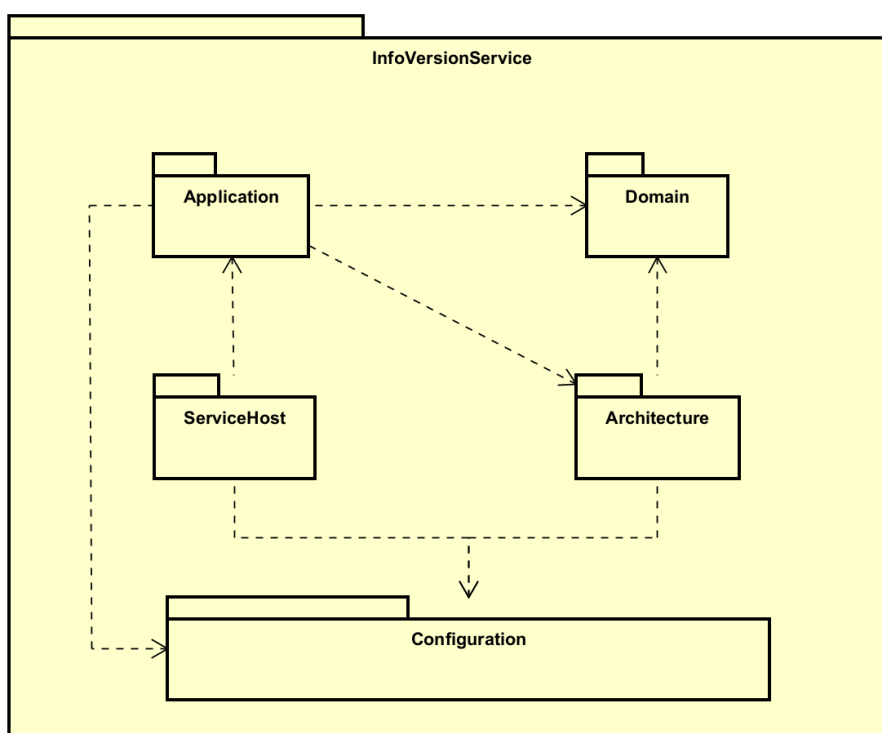 InfoVersionService
Application
Domain
ServiceHost
Architecture
Configuration